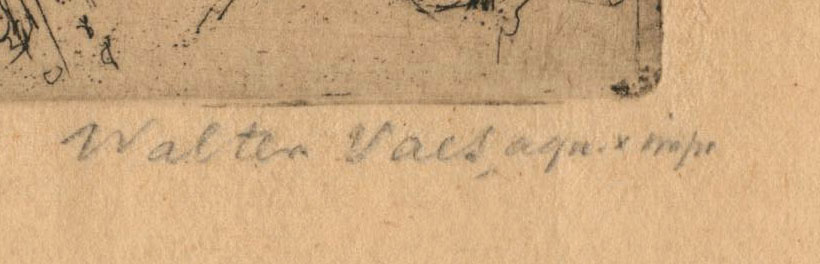 Walter Vaes, aqu. x imp.